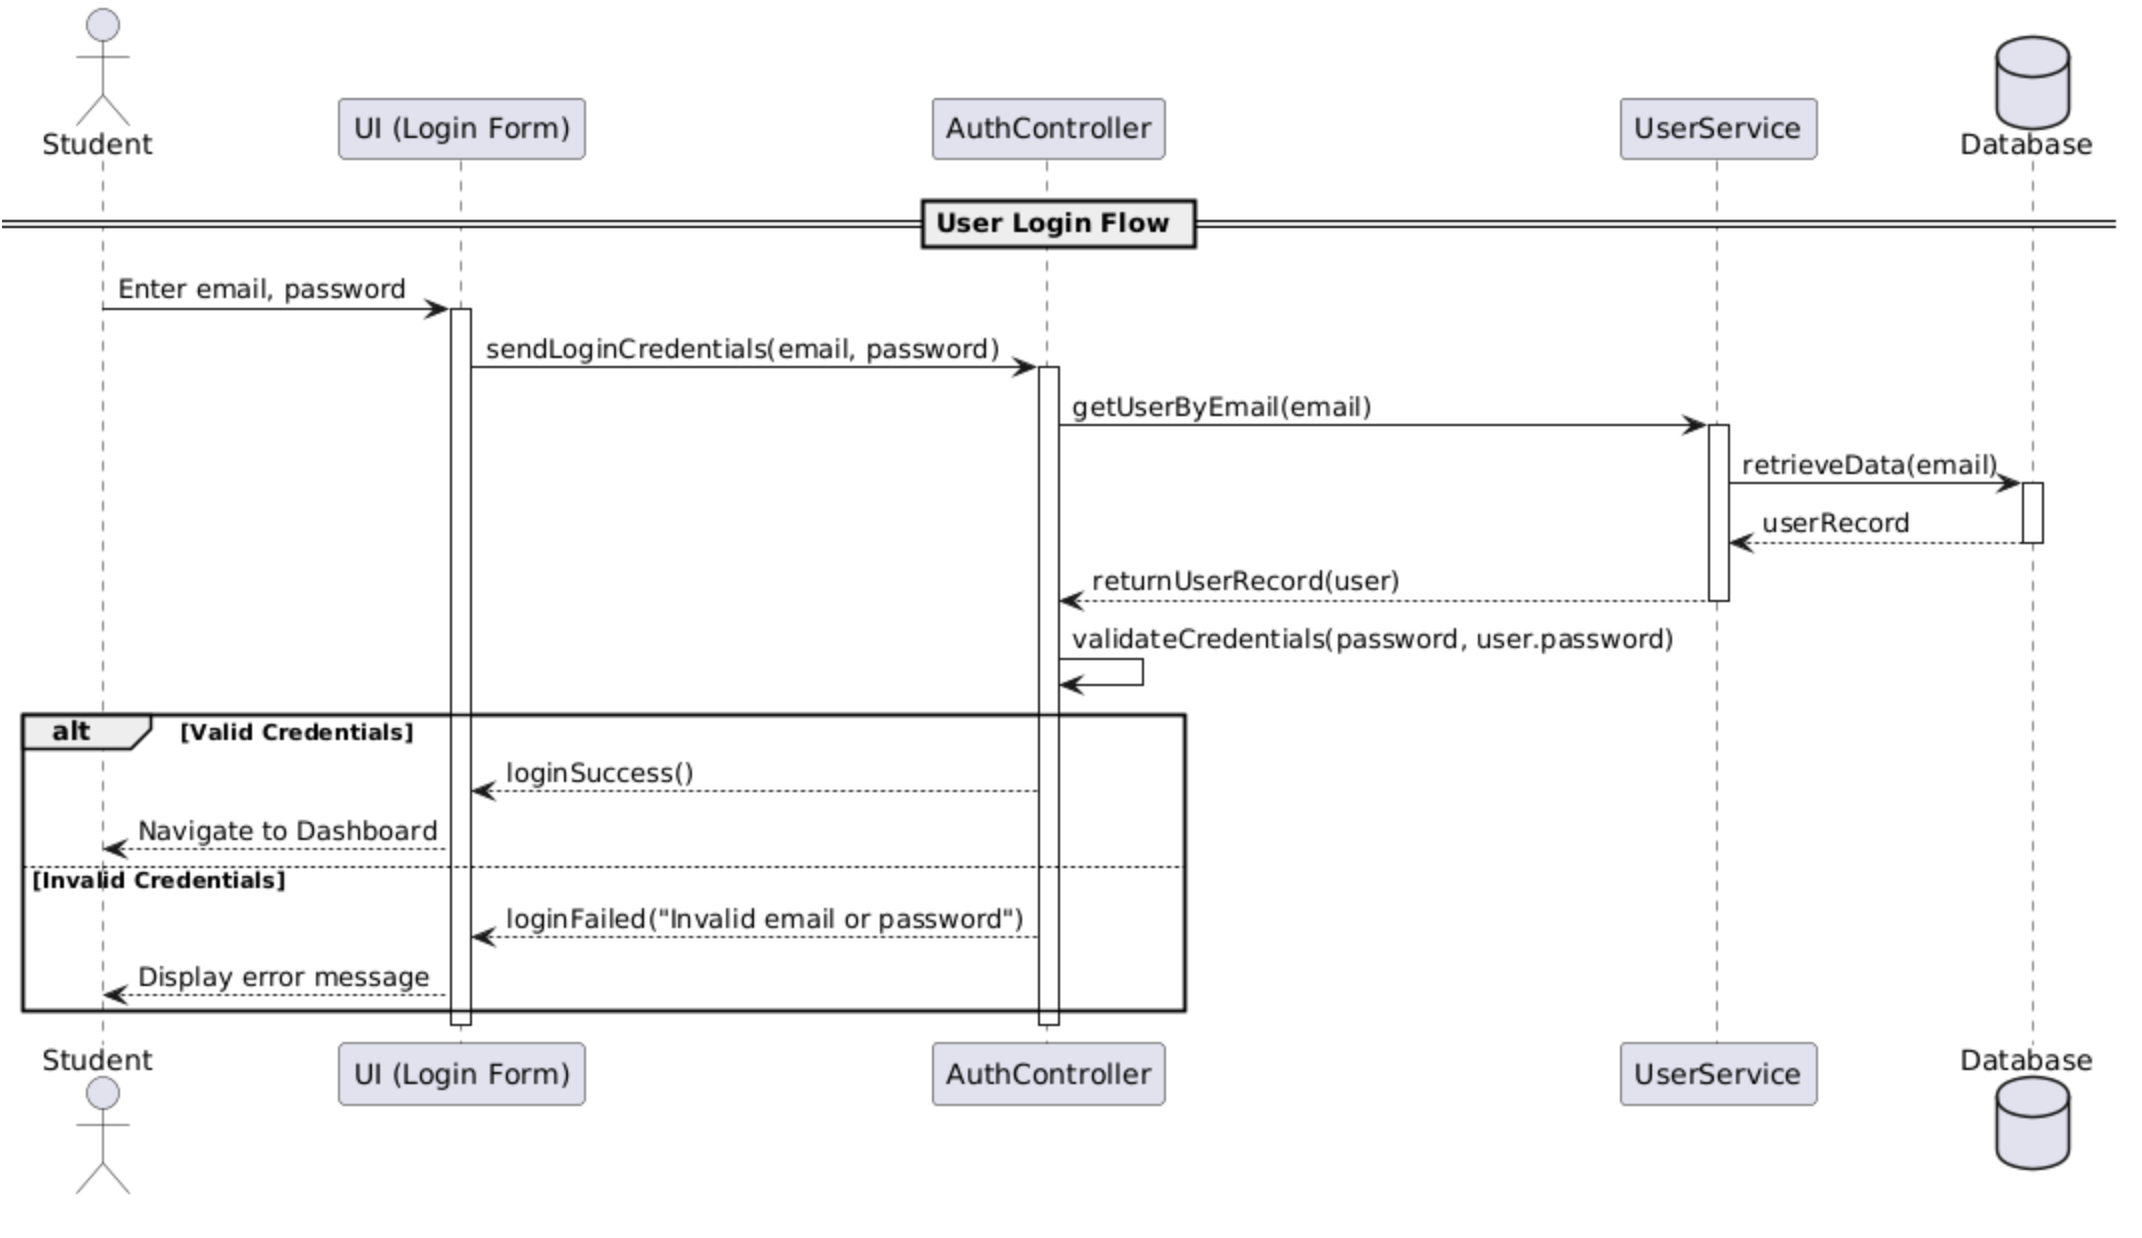 Student
UI (Login Form)
AuthController
UserService
Database
User Login Flow
Enter email, password
sendLoginCredentials(email, password)
getUserByEmail(email)
retrieveData(email)
userRecord
returnUserRecord(user)
validateCredentials(password, user.password)
alt [Valid Credentials]
loginSuccess()
Navigate to Dashboard
[Invalid Credentials]
loginFailed("Invalid email or password")
Display error message
Student
UI (Login Form)
AuthController
UserService
Database